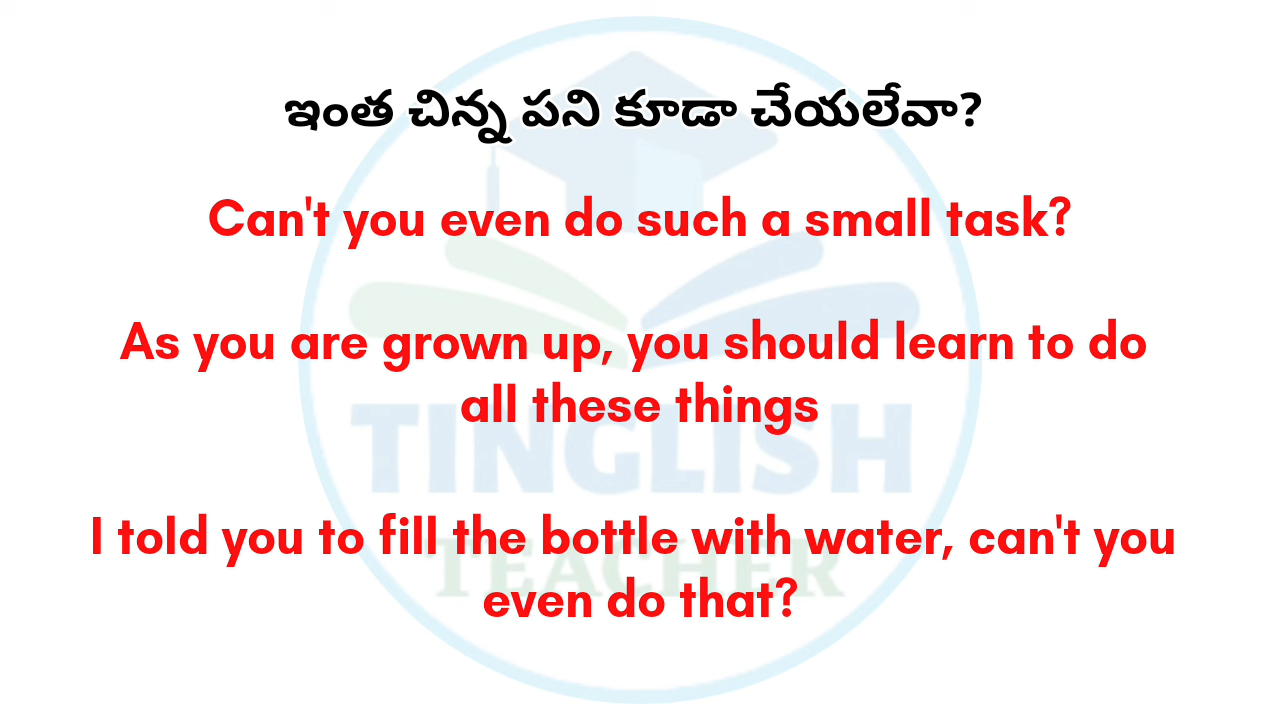 ఇంత చిన్న పని కూడా చేయలేవా?
Can't you even do such a small task?
As you are grown up, you should learn to do
all these things
TINGLISH
I told you to fill the bottle with water, can't you
TEACHER
even do that?